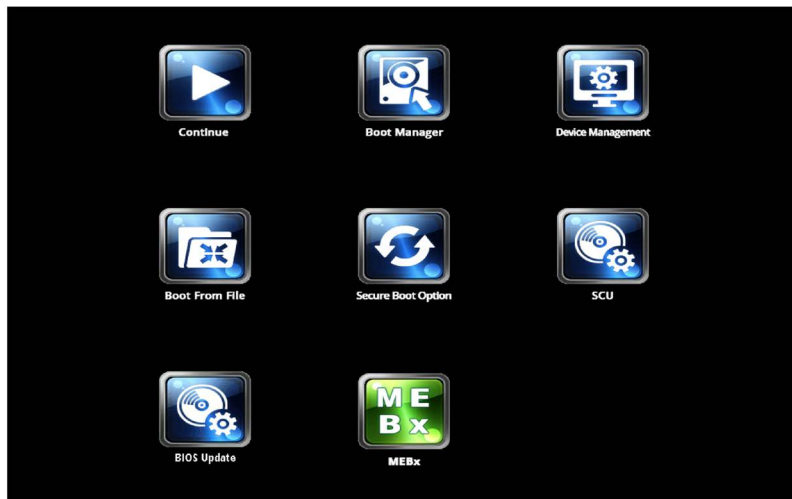 Continue
Boot Manager
Device Management
Boot From File
Secure Boot Option
SCU
BIOS Update
M E
B x
MEBx